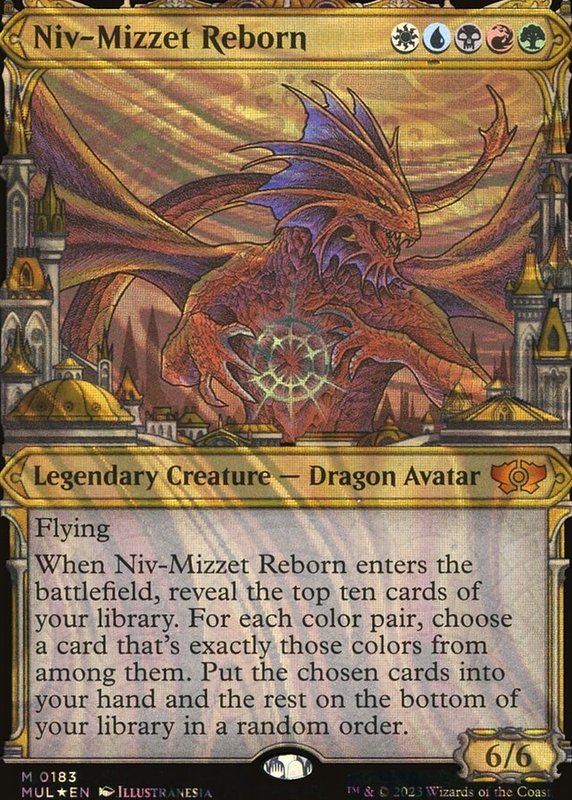 Niv-Mizzet Reborn
Legendary Creature — Dragon Avatar
Flying
When Niv-Mizzet Reborn enters the
battlefield, reveal the top ten cards of
your library. For each color pair, choose
a card that's exactly those colors from
among them. Put the chosen cards into
your hand and the rest on the bottom of
your library in a random order.
6/6
M 0183
MUL★EN Illustranesia
™ & © 2023 Wizards of the Coast